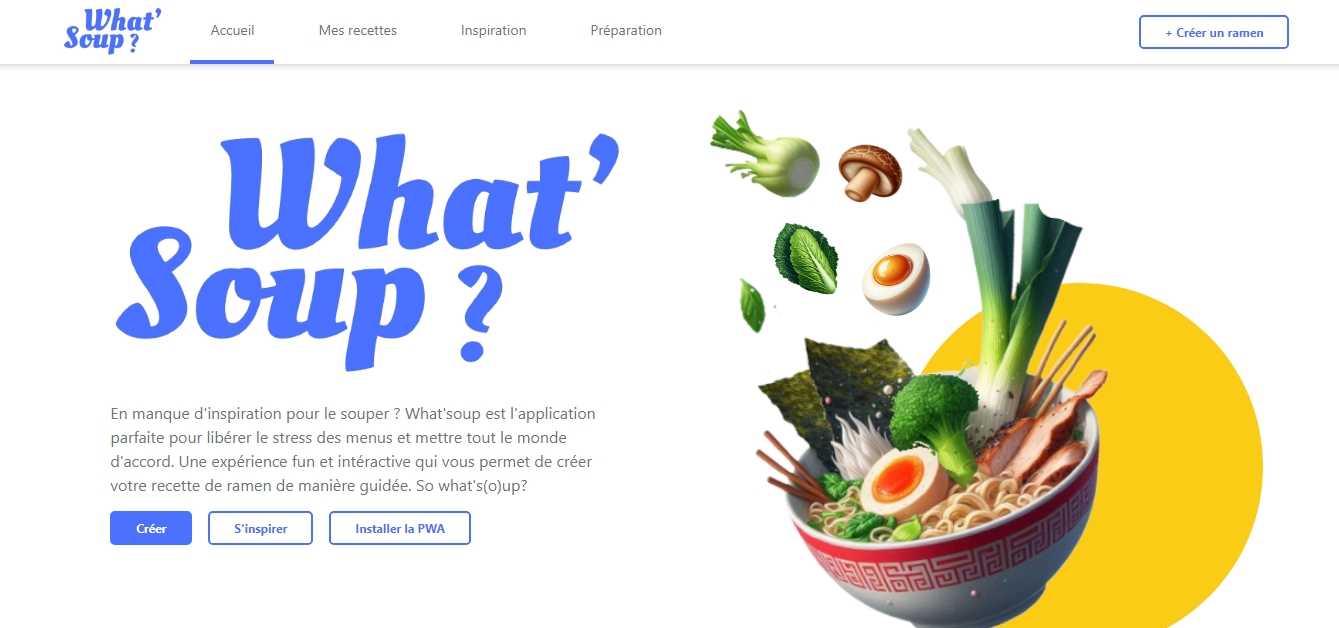 What'
Soup ?
Accueil
Mes recettes
Inspiration
Préparation
+ Créer un ramen
What'
Soup ?
En manque d'inspiration pour le souper ? What'soup est l'application
parfaite pour libérer le stress des menus et mettre tout le monde
d'accord. Une expérience fun et intéractive qui vous permet de créer
votre recette de ramen de manière guidée. So what's(o)up?
Créer
S'inspirer
Installer la PWA